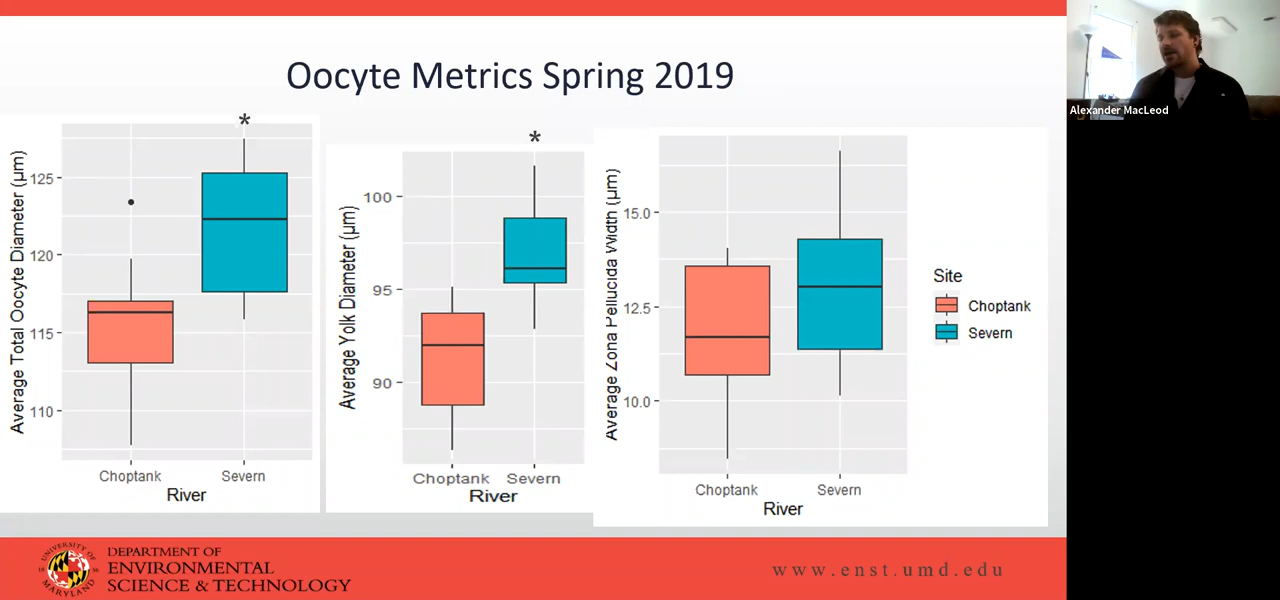 Oocyte Metrics Spring 2019
*
Average Total Oocyte Diameter (µm)
125
120
115
110
Choptank Severn
River
*
Average Yolk Diameter (µm)
100
95
90
Choptank Severn
River
Average Zona Pellucida Width (µm)
15.0
12.5
10.0
Choptank Severn
River
Site
Choptank
Severn
Alexander MacLeod
UNIVERSITY OF
MARYLAND
18 56
DEPARTMENT OF
ENVIRONMENTAL
SCIENCE & TECHNOLOGY
www.enst.umd.edu